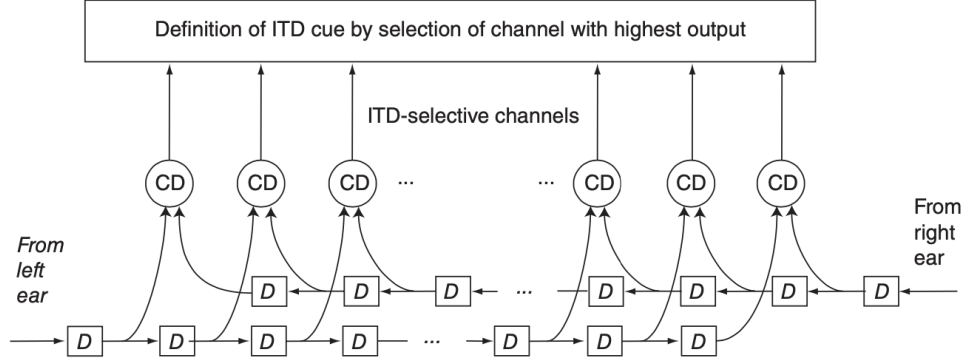 Definition of ITD cue by selection of channel with highest output
ITD-selective channels
CD CD CD ... ... CD CD CD
From
left
ear
From
right
ear
D D D ... D D D D
D D D D ... D D D